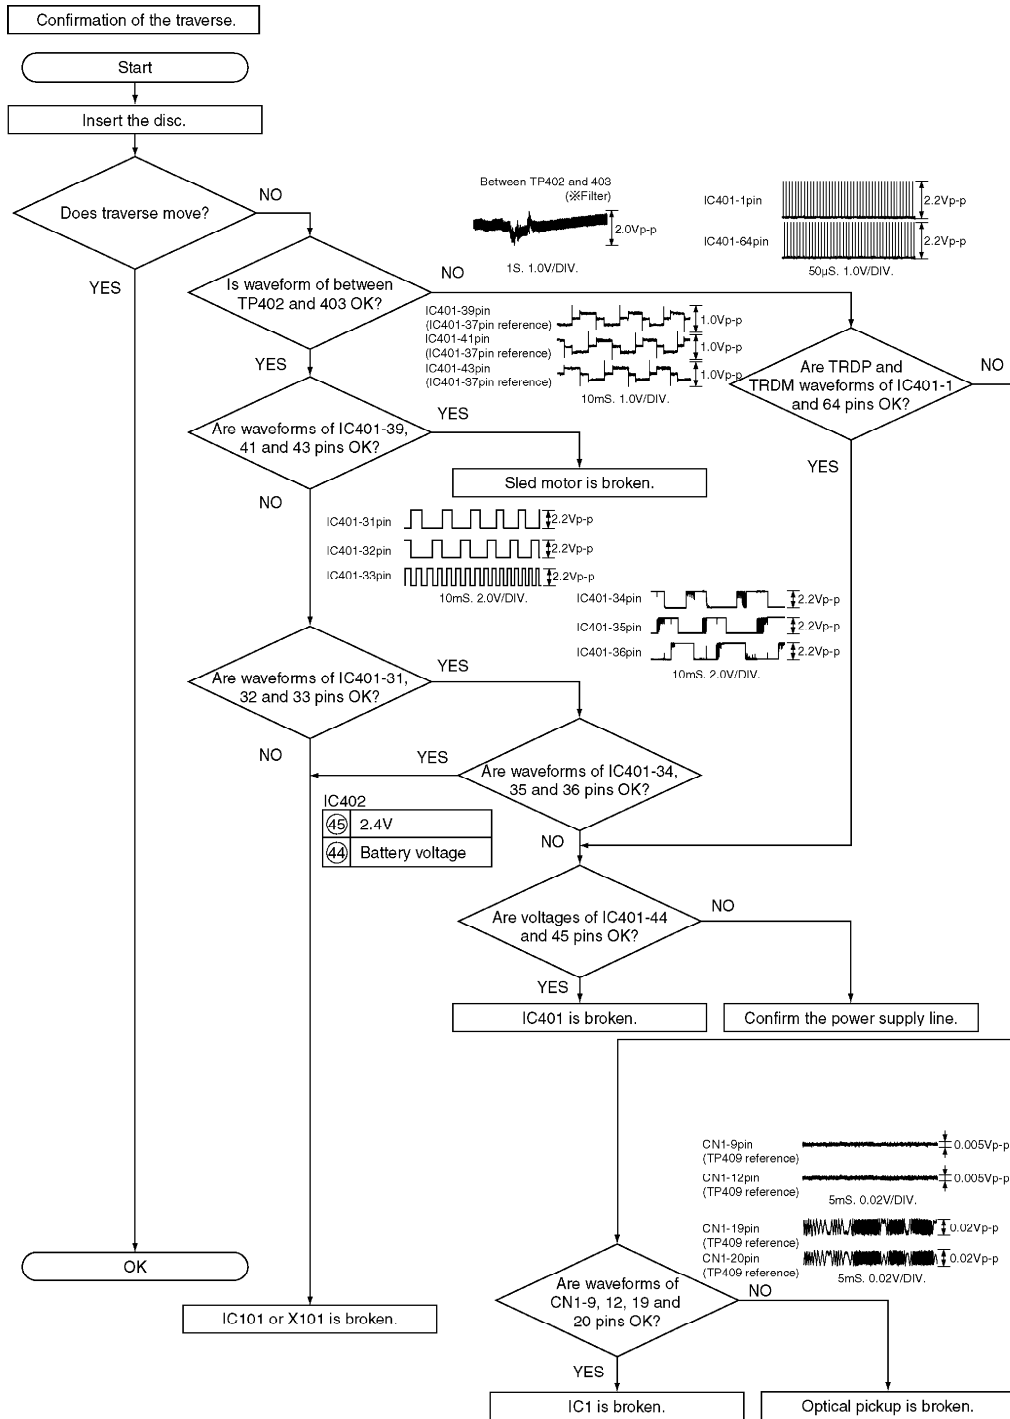 Confirmation of the traverse.
Start
Insert the disc.
Does traverse move?
NO
YES
Between TP402 and 403
(※Filter)
2.0Vp-p
1S. 1.0V/DIV.
IC401-1pin
2.2Vp-p
IC401-64pin
2.2Vp-p
50µS. 1.0V/DIV.
Is waveform of between
TP402 and 403 OK?
NO
YES
IC401-39pin
(IC401-37pin reference)
1.0Vp-p
IC401-41pin
(IC401-37pin reference)
1.0Vp-p
IC401-43pin
(IC401-37pin reference)
1.0Vp-p
10mS. 1.0V/DIV.
Are TRDP and
TRDM waveforms of IC401-1
and 64 pins OK?
NO
YES
Are waveforms of IC401-39,
41 and 43 pins OK?
YES
NO
Sled motor is broken.
IC401-31pin
2.2Vp-p
IC401-32pin
2.2Vp-p
IC401-33pin
2.2Vp-p
10mS. 2.0V/DIV.
IC401-34pin
2.2Vp-p
IC401-35pin
2.2Vp-p
IC401-36pin
2.2Vp-p
10mS. 2.0V/DIV.
Are waveforms of IC401-31,
32 and 33 pins OK?
YES
NO
Are waveforms of IC401-34,
35 and 36 pins OK?
YES
NO
IC402
45 2.4V
44 Battery voltage
Are voltages of IC401-44
and 45 pins OK?
NO
YES
IC401 is broken.
Confirm the power supply line.
CN1-9pin
(TP409 reference)
0.005Vp-p
CN1-12pin
(TP409 reference)
0.005Vp-p
5mS. 0.02V/DIV.
CN1-19pin
(TP409 reference)
0.02Vp-p
CN1-20pin
(TP409 reference)
0.02Vp-p
5mS. 0.02V/DIV.
OK
Are waveforms of
CN1-9, 12, 19 and
20 pins OK?
NO
YES
IC101 or X101 is broken.
IC1 is broken.
Optical pickup is broken.